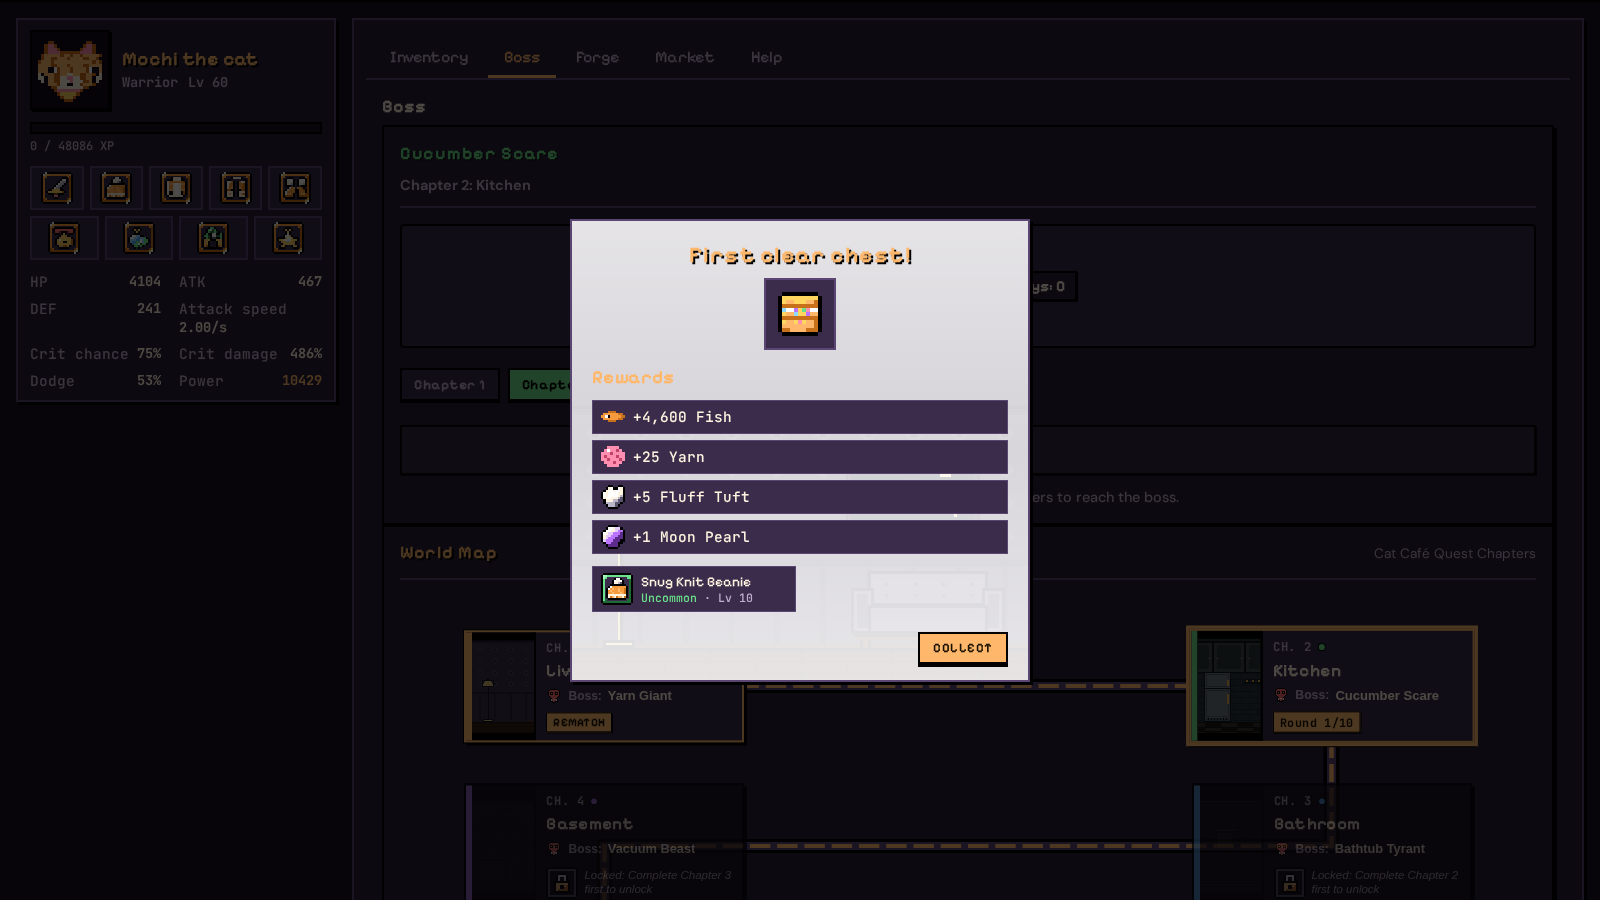 Mochi the cat
Warrior Lv 60
0 / 48086 XP
HP 4104 ATK 467
DEF 241 Attack speed
2.00/s
Crit chance 75% Crit damage 486%
Dodge 53% Power 10429
Inventory Boss Forge Market Help
Boss
Cucumber Scare
Chapter 2: Kitchen
ys: 0
Chapter 1 Chapt
ers to reach the boss.
First clear chest!
Rewards
+4,600 Fish
+25 Yarn
+5 Fluff Tuft
+1 Moon Pearl
Snug Knit Beanie
Uncommon · Lv 10
COLLECT
World Map Cat Café Quest Chapters
CH.
Liv
Boss: Yarn Giant
REMATCH
CH. 2
Kitchen
Boss: Cucumber Scare
Round 1/10
CH. 4
Basement
Boss: Vacuum Beast
Locked: Complete Chapter 3
first to unlock
CH. 3
Bathroom
Boss: Bathtub Tyrant
Locked: Complete Chapter 2
first to unlock